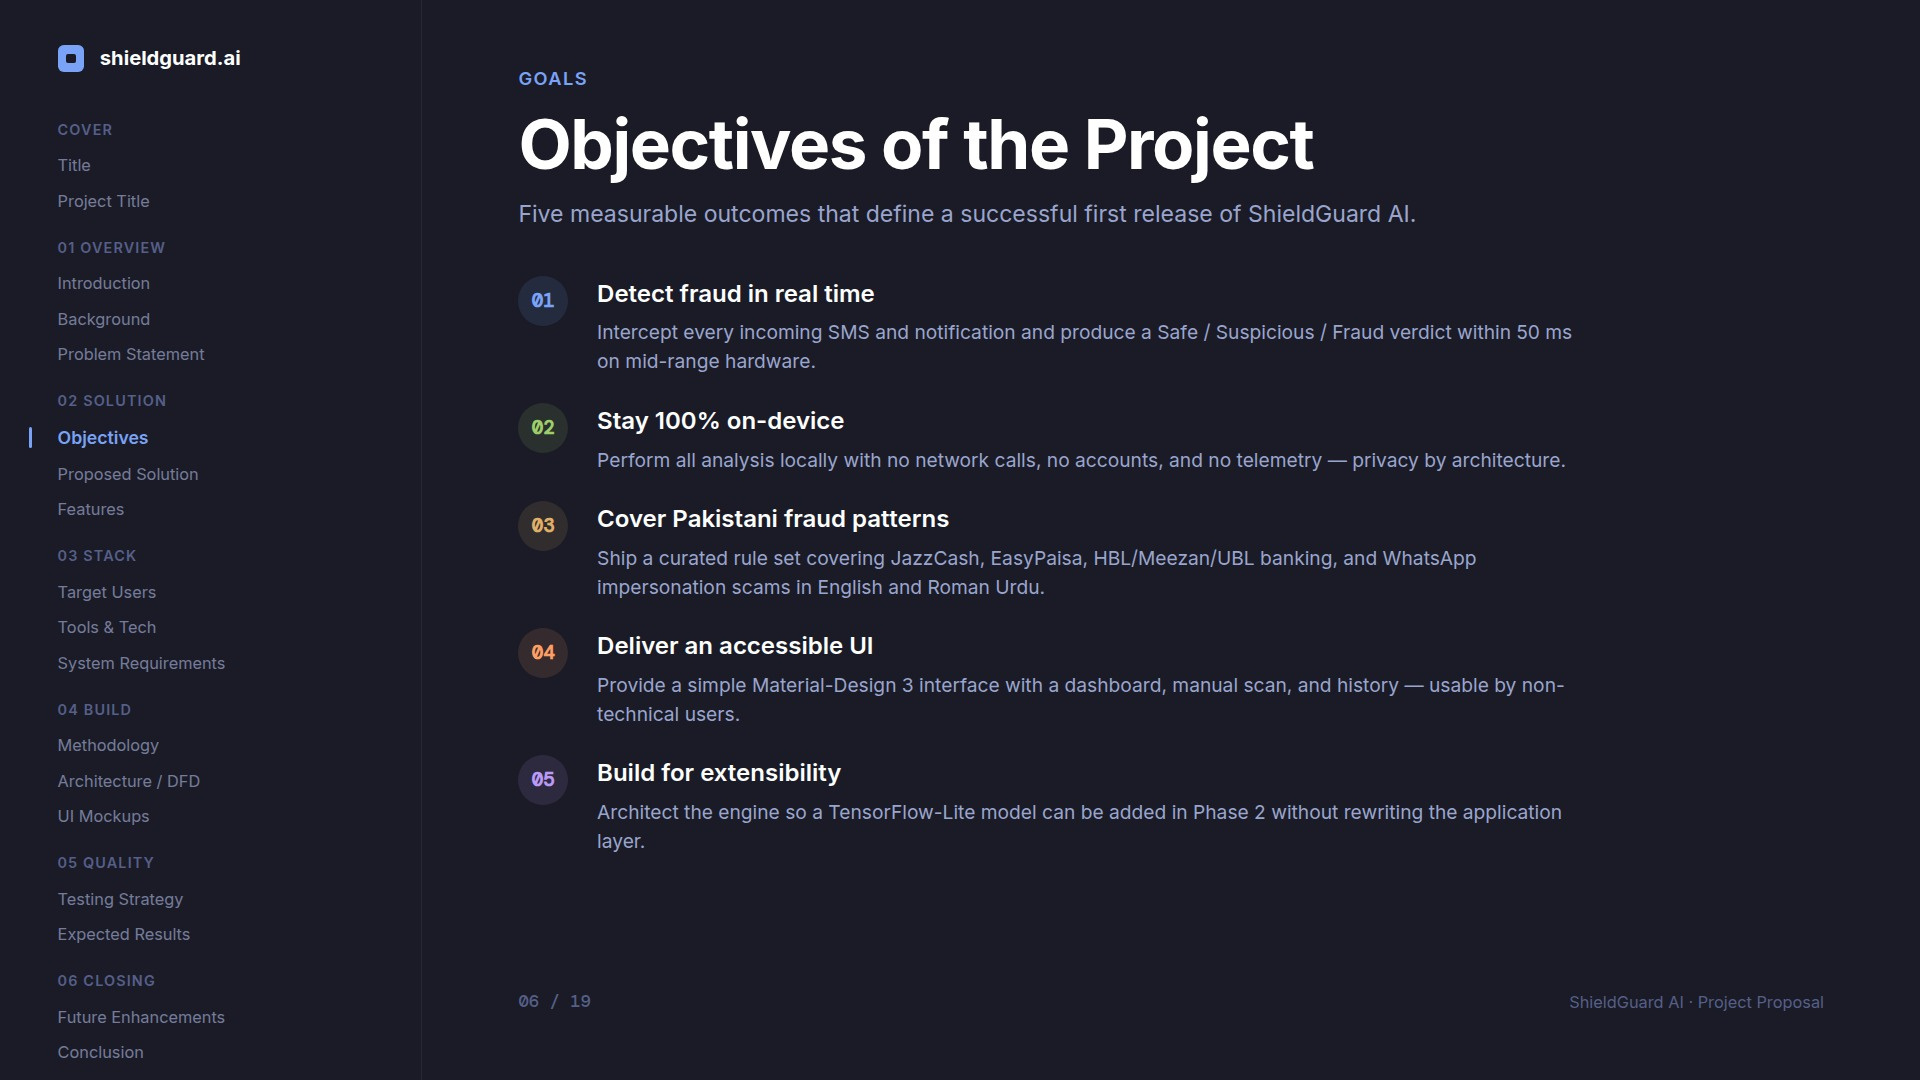 shieldguard.ai
COVER
Title
Project Title
01 OVERVIEW
Introduction
Background
Problem Statement
02 SOLUTION
Objectives
Proposed Solution
Features
03 STACK
Target Users
Tools & Tech
System Requirements
04 BUILD
Methodology
Architecture / DFD
UI Mockups
05 QUALITY
Testing Strategy
Expected Results
06 CLOSING
Future Enhancements
Conclusion
GOALS
Objectives of the Project
Five measurable outcomes that define a successful first release of ShieldGuard AI.
01
Detect fraud in real time
Intercept every incoming SMS and notification and produce a Safe / Suspicious / Fraud verdict within 50 ms
on mid-range hardware.
02
Stay 100% on-device
Perform all analysis locally with no network calls, no accounts, and no telemetry — privacy by architecture.
03
Cover Pakistani fraud patterns
Ship a curated rule set covering JazzCash, EasyPaisa, HBL/Meezan/UBL banking, and WhatsApp
impersonation scams in English and Roman Urdu.
04
Deliver an accessible UI
Provide a simple Material-Design 3 interface with a dashboard, manual scan, and history — usable by non-
technical users.
05
Build for extensibility
Architect the engine so a TensorFlow-Lite model can be added in Phase 2 without rewriting the application
layer.
06 / 19
ShieldGuard AI · Project Proposal